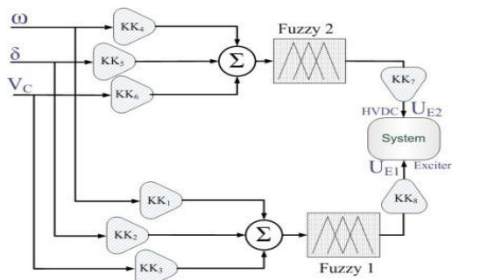 ω
KK₄
Fuzzy 2
δ
KK₅
Σ
KK₇
V_C
KK₆
HVDC U_E2
System
U_E1 Exciter
KK₁
KK₈
KK₂
Σ
KK₃
Fuzzy 1